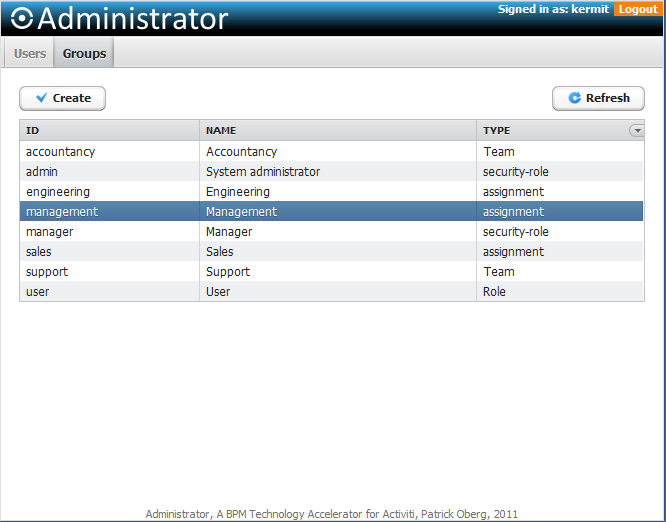 Administrator
Signed in as: kermit Logout
Users Groups
Create Refresh
ID NAME TYPE
accountancy Accountancy Team
admin System administrator security-role
engineering Engineering assignment
management Management assignment
manager Manager security-role
sales Sales assignment
support Support Team
user User Role
Administrator, A BPM Technology Accelerator for Activiti, Patrick Oberg, 2011